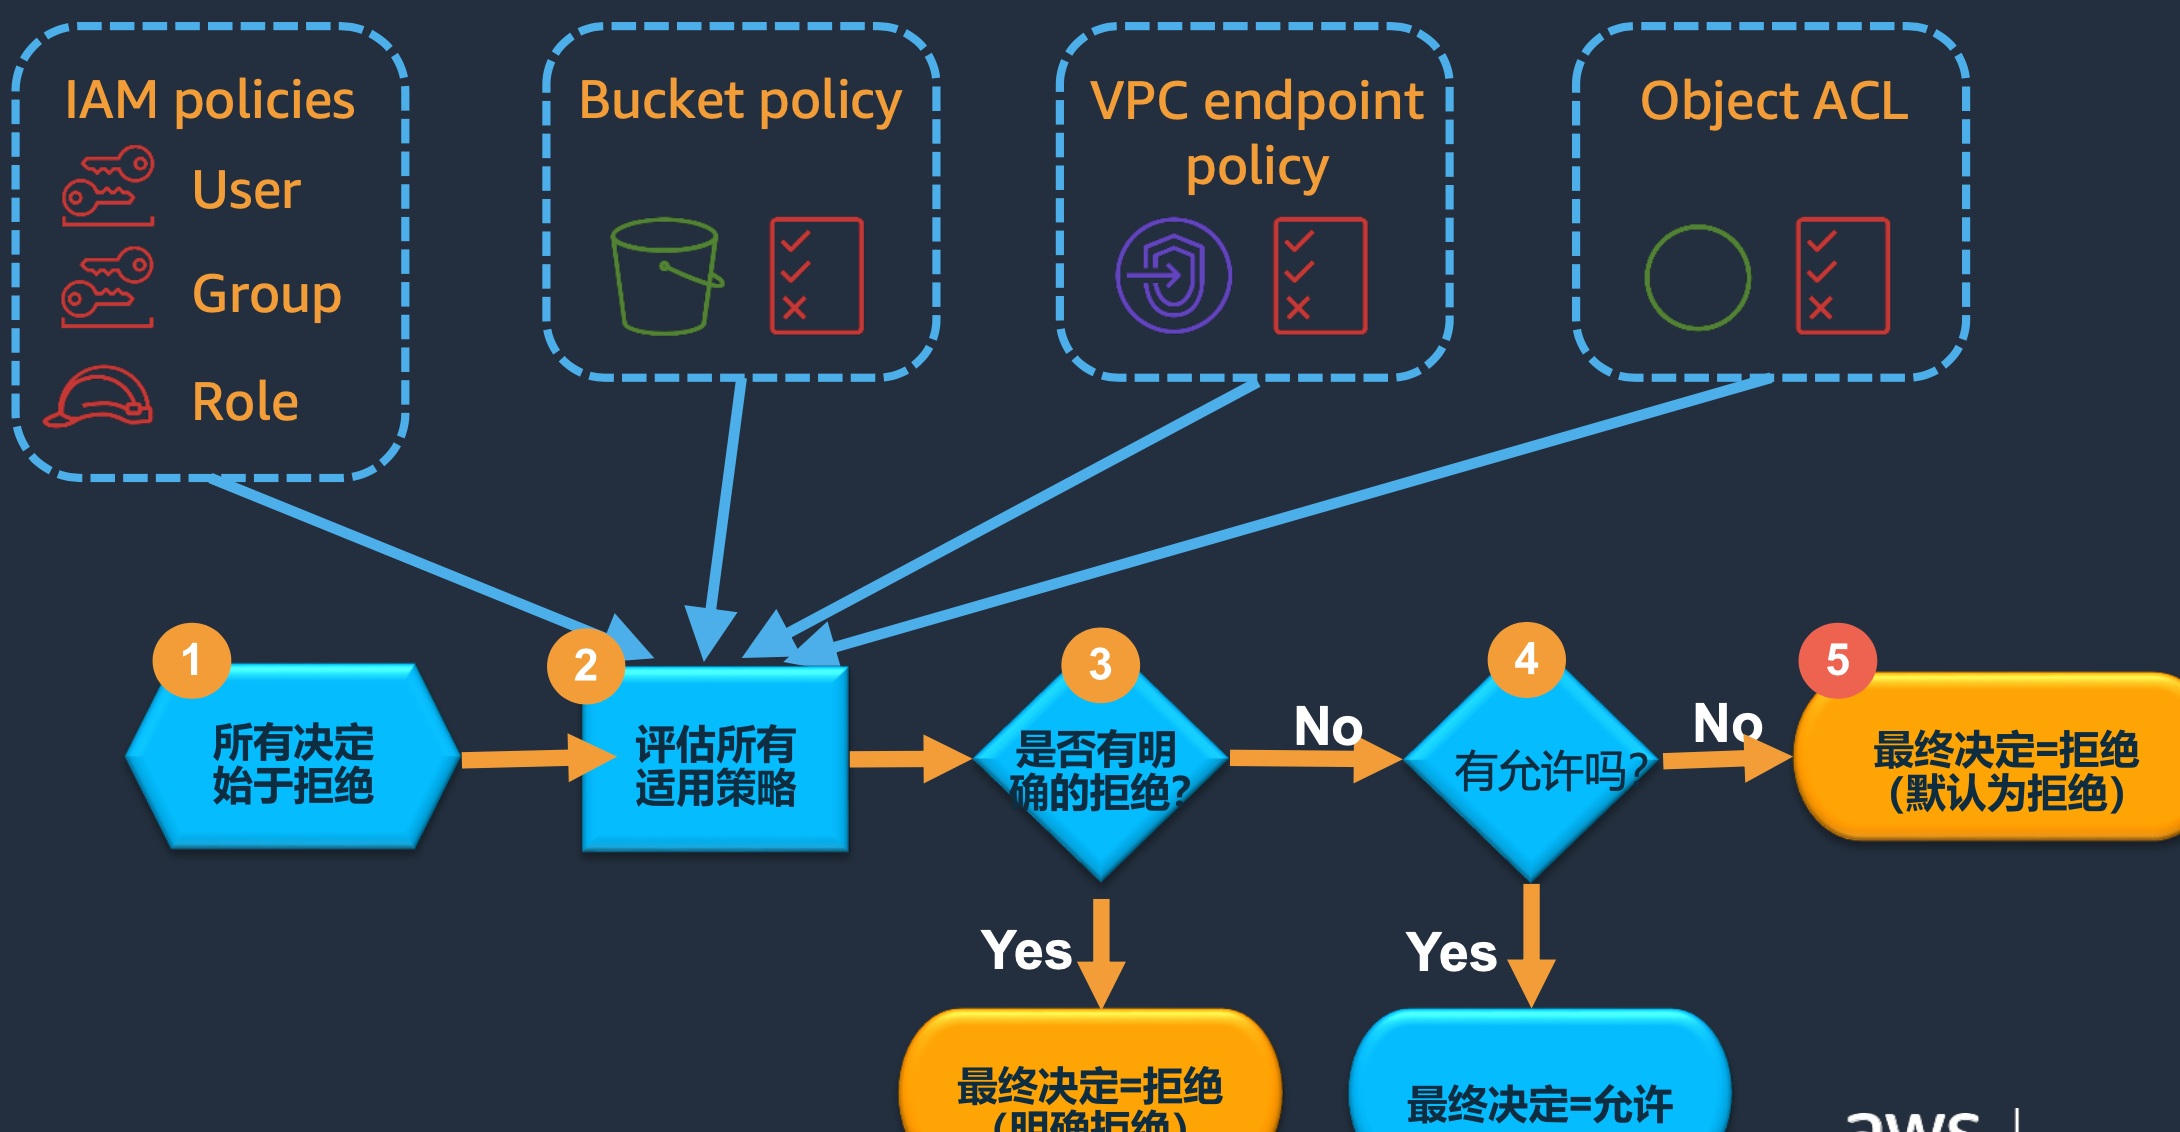 IAM policies
User
Group
Role
Bucket policy
VPC endpoint
policy
Object ACL
1
所有决定
始于拒绝
2
评估所有
适用策略
3
是否有明
确的拒绝?
No
4
有允许吗?
No
5
最终决定=拒绝
（默认为拒绝）
Yes
Yes
最终决定=拒绝
（明确拒绝）
最终决定=允许
aws